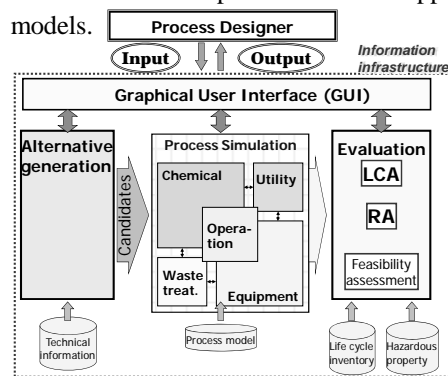 models.
Process Designer
Input
Output
Information
infrastructure
Graphical User Interface (GUI)
Alternative
generation
Candidates
Process Simulation
Chemical
Utility
Opera-
tion
Waste
treat.
Equipment
Evaluation
LCA
RA
Feasibility
assessment
Technical
information
Process model
Life cycle
inventory
Hazardous
property